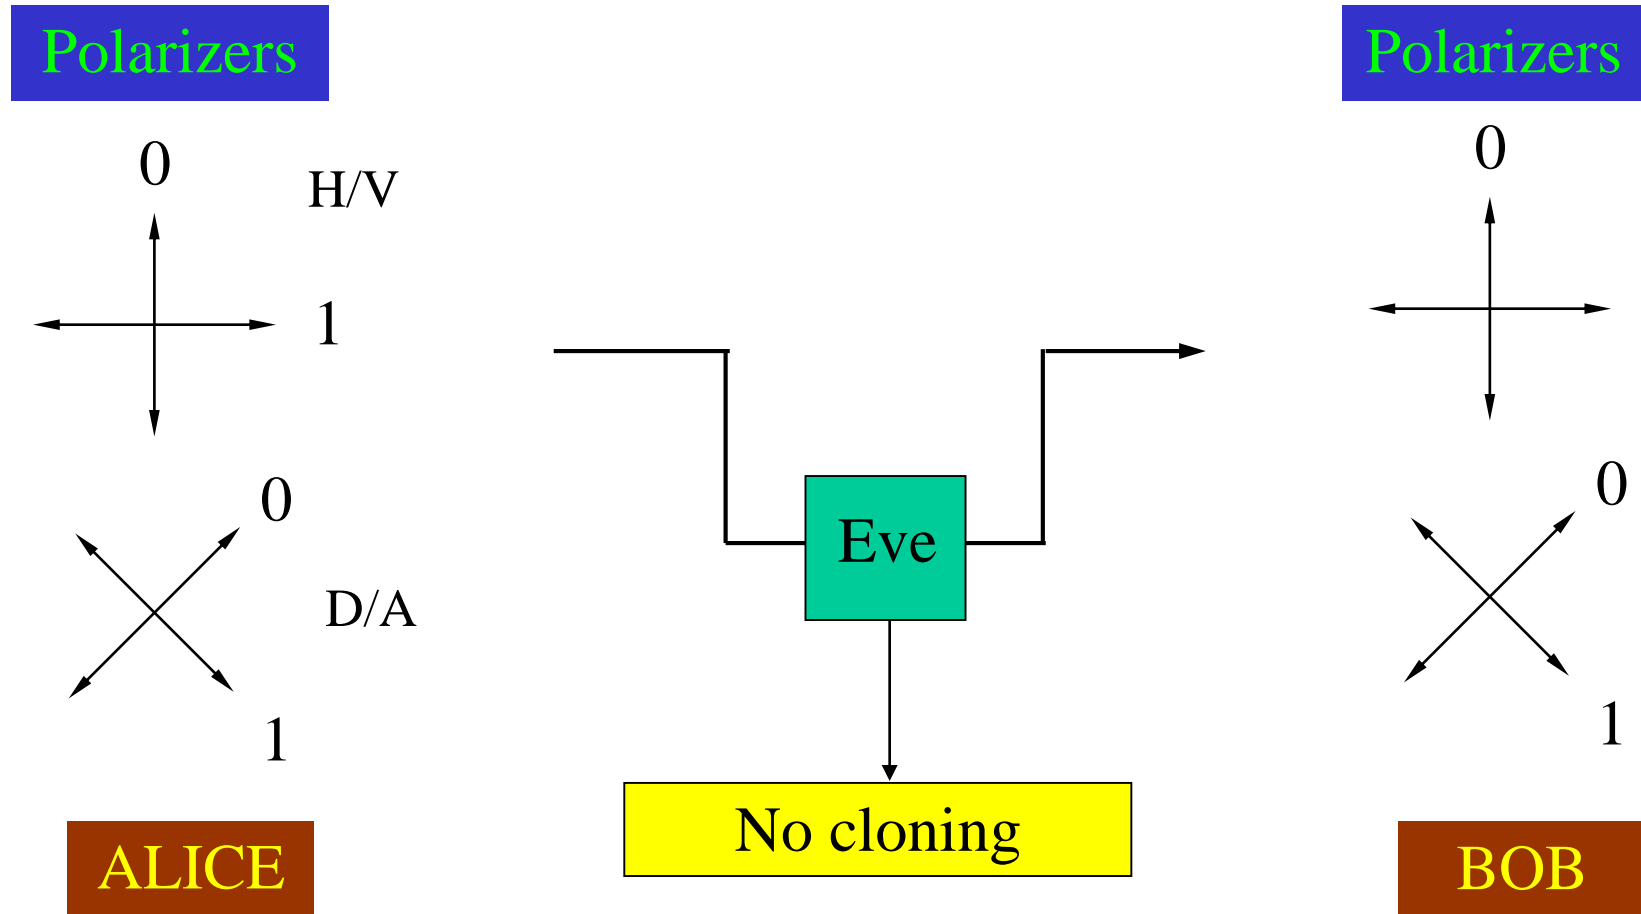 Polarizers
0
H/V
1
0
D/A
1
ALICE
Eve
No cloning
Polarizers
0
0
1
BOB